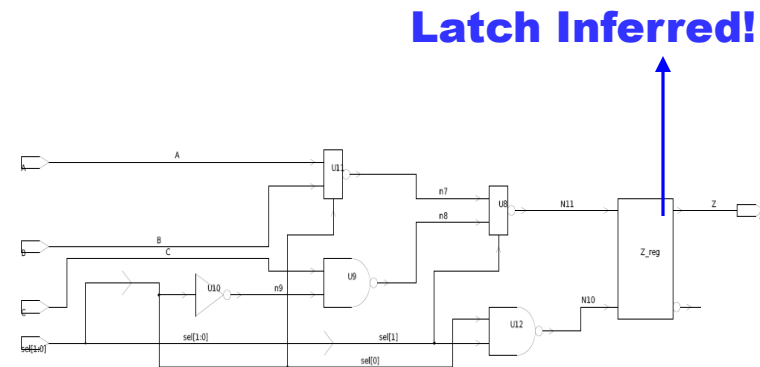 Latch Inferred!
A
A
U11
n7
U8
N11
Z
B
B
C
n8
Z_reg
U9
U10
n9
N10
C
U12
sel[1:0]
sel[1:0]
sel[1]
sel[0]